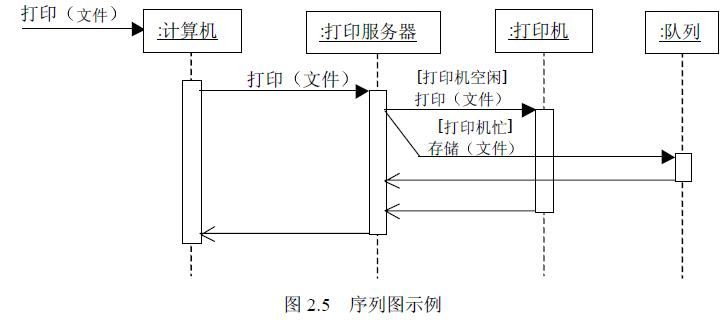 打印（文件）
:计算机
:打印服务器
:打印机
:队列
打印（文件）
[打印机空闲]
打印（文件）
[打印机忙]
存储（文件）
图 2.5 序列图示例